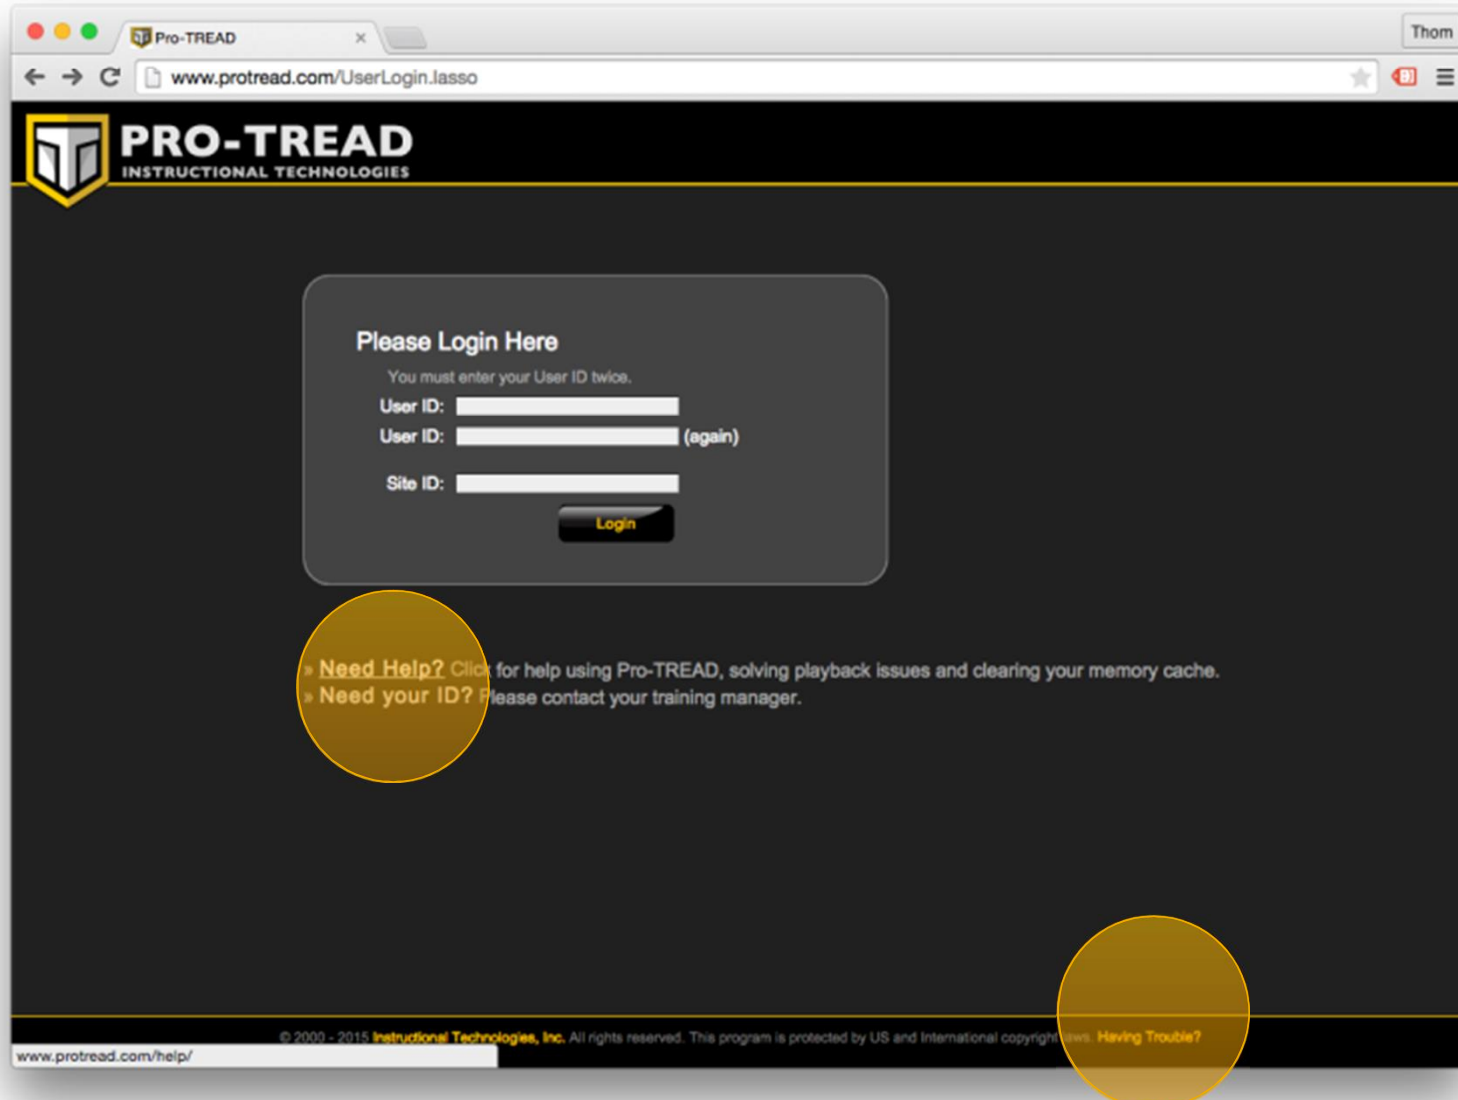 Pro-TREAD
Thom
www.protread.com/UserLogin.lasso
PRO-TREAD
INSTRUCTIONAL TECHNOLOGIES
Please Login Here
You must enter your User ID twice.
User ID:
User ID: (again)
Site ID:
Login
» Need Help? Click for help using Pro-TREAD, solving playback issues and clearing your memory cache.
» Need your ID? Please contact your training manager.
© 2000 - 2015 Instructional Technologies, Inc. All rights reserved. This program is protected by US and International copyright laws. Having Trouble?
www.protread.com/help/